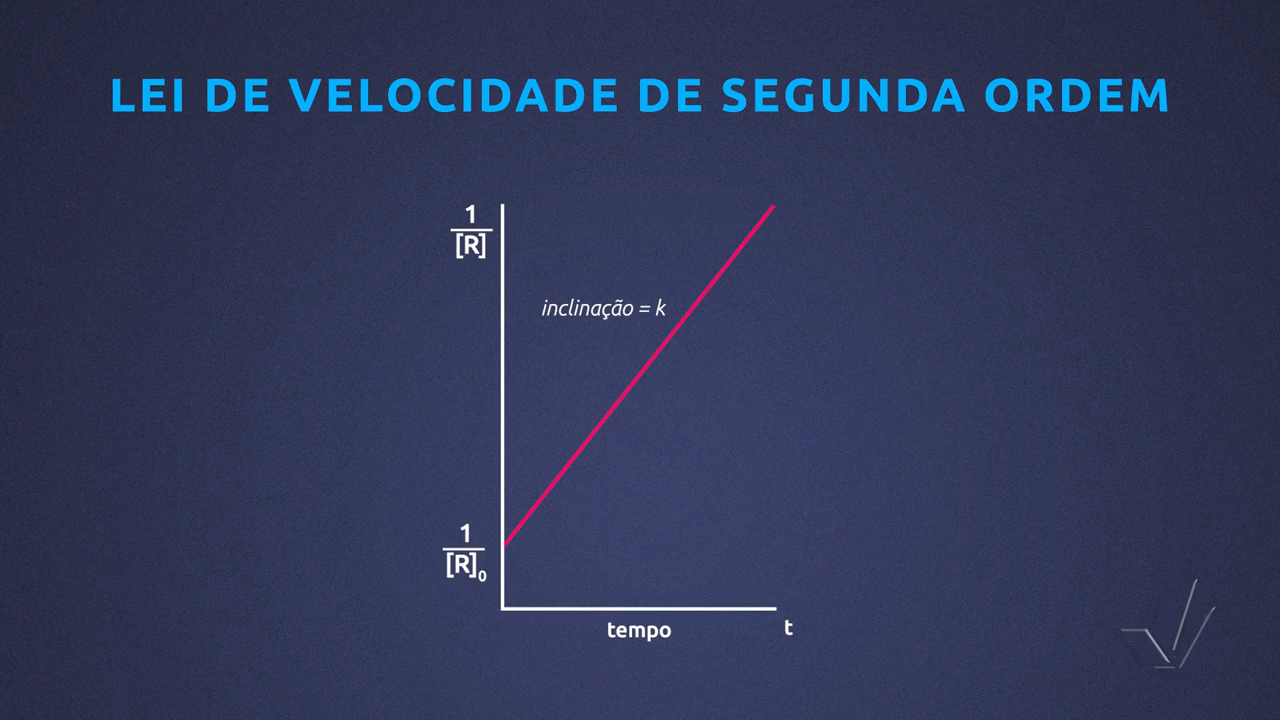 LEI DE VELOCIDADE DE SEGUNDA ORDEM
1
[R]
inclinação = k
1
[R]₀
tempo
t